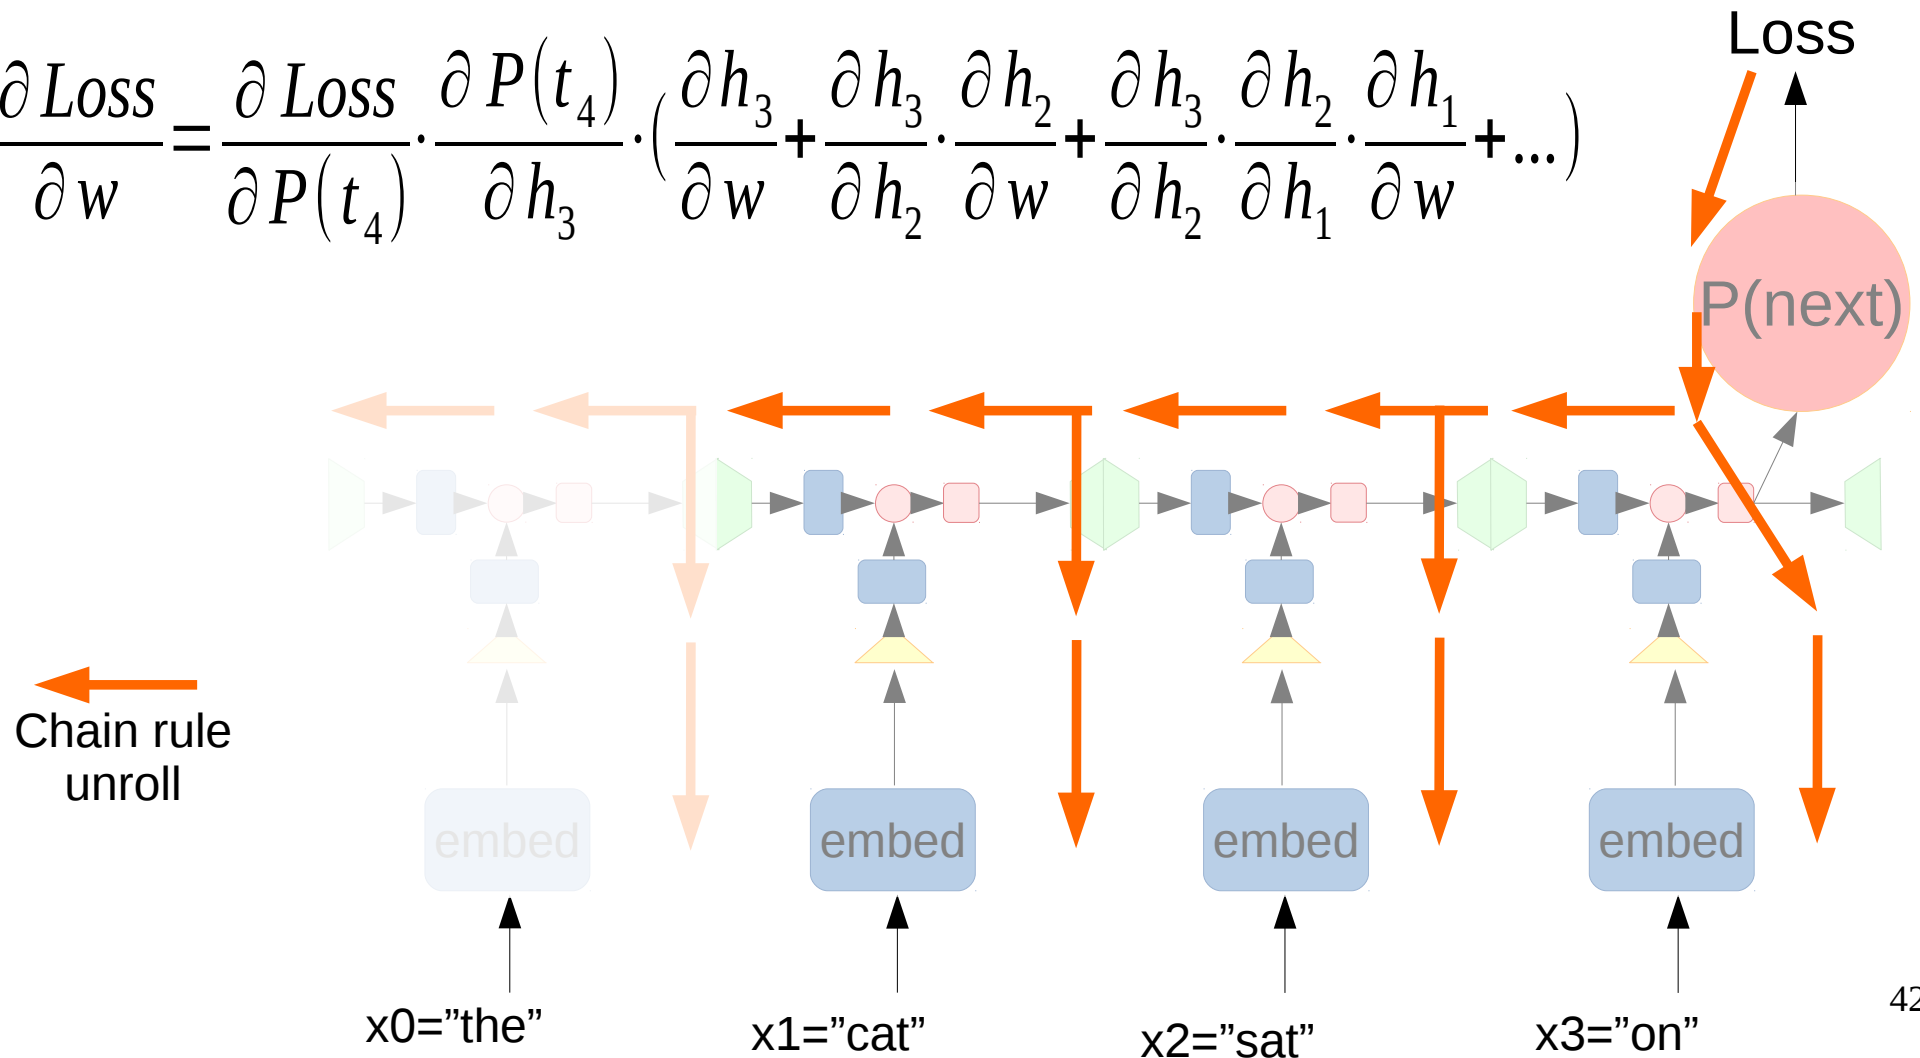 Loss
∂Loss/∂w = ∂Loss/∂P(t₄) · ∂P(t₄)/∂h₃ · (∂h₃/∂w + ∂h₃/∂h₂ · ∂h₂/∂w + ∂h₃/∂h₂ · ∂h₂/∂h₁ · ∂h₁/∂w + ...)
P(next)
Chain rule
unroll
embed embed embed embed
x0=”the” x1=”cat” x2=”sat” x3=”on”
42